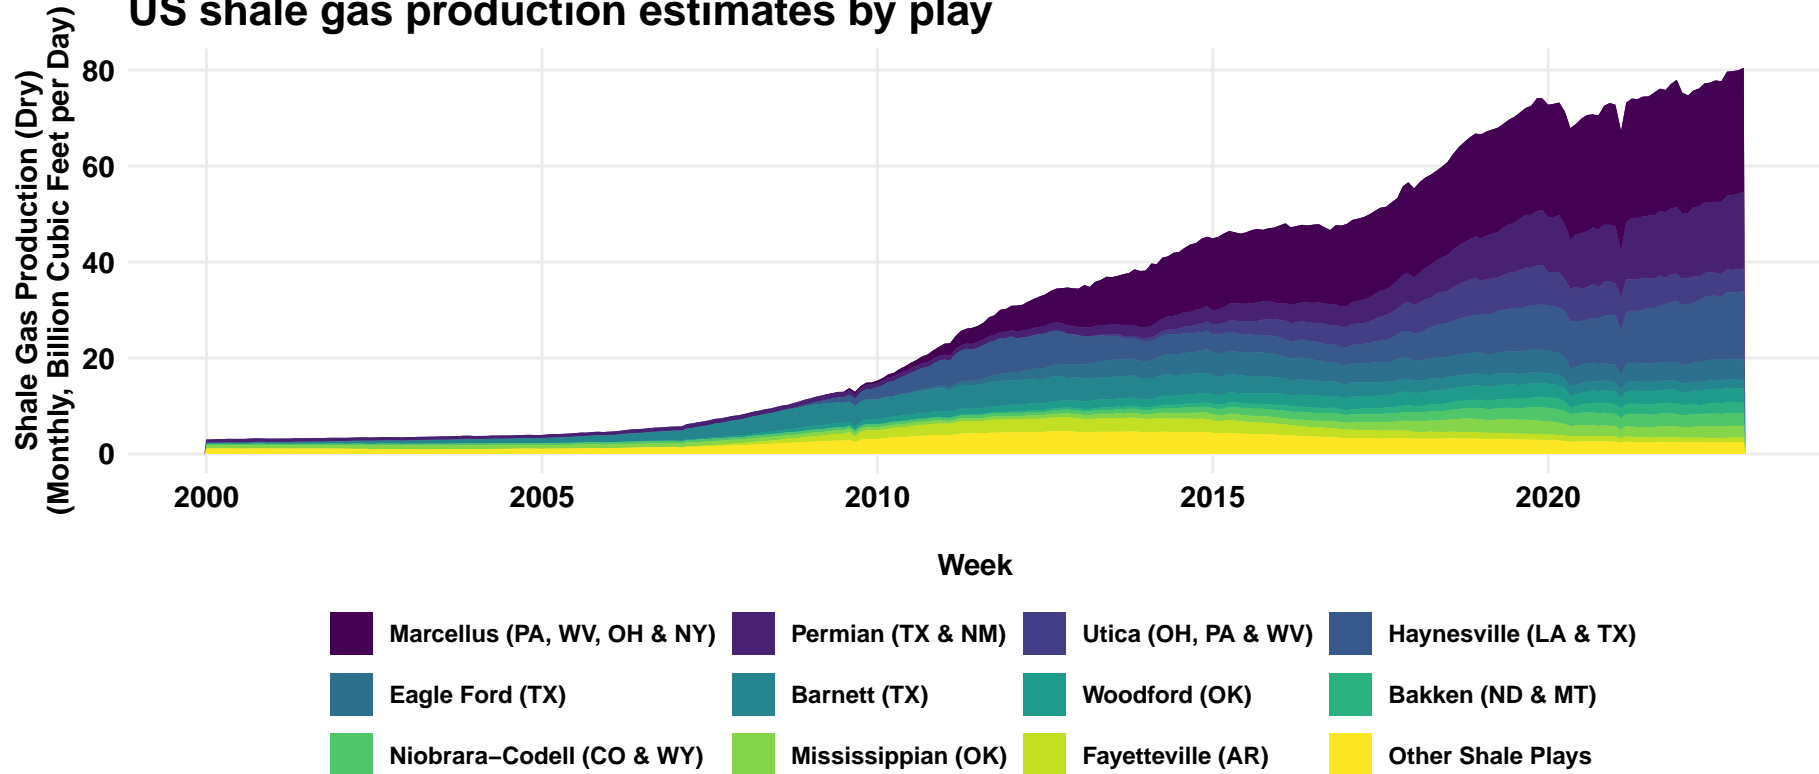 US shale gas production estimates by play
Shale Gas Production (Dry)
(Monthly, Billion Cubic Feet per Day)
80
60
40
20
0
2000 2005 2010 2015 2020
Week
Marcellus (PA, WV, OH & NY) Permian (TX & NM) Utica (OH, PA & WV) Haynesville (LA & TX)
Eagle Ford (TX) Barnett (TX) Woodford (OK) Bakken (ND & MT)
Niobrara−Codell (CO & WY) Mississippian (OK) Fayetteville (AR) Other Shale Plays